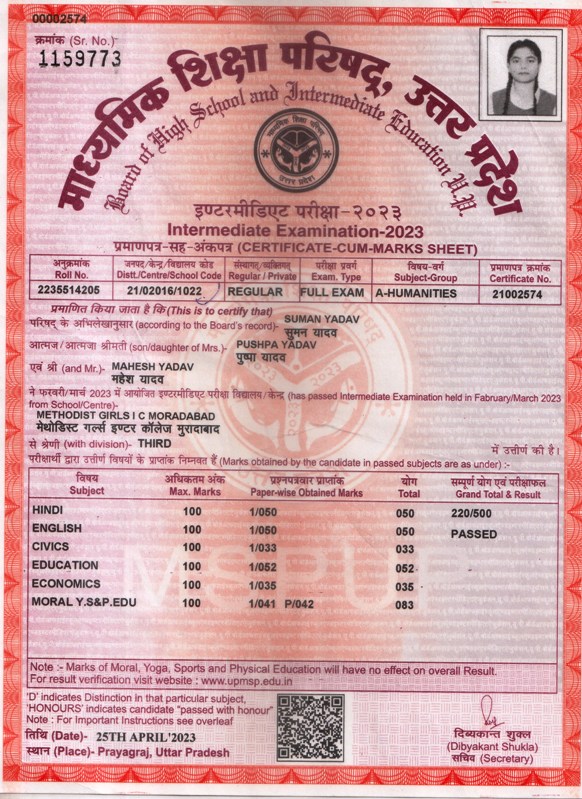 00002574
क्रमांक (Sr. No.)
1159773
माध्यमिक शिक्षा परिषद्, उत्तर प्रदेश
Board of High School and Intermediate Education U.P.
माध्यमिक शिक्षा परिषद्
उत्तर प्रदेश
इण्टरमीडिएट परीक्षा-२०२३
Intermediate Examination-2023
प्रमाणपत्र-सह-अंकपत्र (CERTIFICATE-CUM-MARKS SHEET)
अनुक्रमांक जनपद/केन्द्र/विद्यालय कोड संस्थागत/व्यक्तिगत परीक्षा प्रवर्ग विषय-वर्ग प्रमाणपत्र क्रमांक
Roll No. Distt./Centre/School Code Regular / Private Exam. Type Subject-Group Certificate No.
2235514205 21/02016/1022 REGULAR FULL EXAM A-HUMANITIES 21002574
प्रमाणित किया जाता है कि (This is to certify that)
परिषद् के अभिलेखानुसार (according to the Board's record)- SUMAN YADAV
सुमन यादव
आत्मज/आत्मजा श्रीमती (son/daughter of Mrs.)- PUSHPA YADAV
पुष्पा यादव
एवं श्री (and Mr.)- MAHESH YADAV
महेश यादव
ने फरवरी/मार्च 2023 में आयोजित इण्टरमीडिएट परीक्षा विद्यालय/केन्द्र (has passed Intermediate Examination held in Fabruary/March 2023
from School/Centre)-
METHODIST GIRLS I C MORADABAD
मेथोडिस्ट गर्ल्स इण्टर कॉलेज मुरादाबाद
से श्रेणी (with division)- THIRD में उत्तीर्ण की है।
परीक्षार्थी द्वारा उत्तीर्ण विषयों के प्राप्तांक निम्नवत हैं (Marks obtained by the candidate in passed subjects are as under) :-
विषय अधिकतम अंक प्रश्नपत्रवार प्राप्तांक योग सम्पूर्ण योग एवं परीक्षाफल
Subject Max. Marks Paper-wise Obtained Marks Total Grand Total & Result
HINDI 100 1/050 050 220/500
ENGLISH 100 1/050 050 PASSED
CIVICS 100 1/033 033
EDUCATION 100 1/052 052
ECONOMICS 100 1/035 035
MORAL Y.S&P.EDU 100 1/041 P/042 083
Note :- Marks of Moral, Yoga, Sports and Physical Education will have no effect on overall Result.
For result verification visit website : www.upmsp.edu.in
'D' indicates Distinction in that particular subject,
'HONOURS' indicates candidate "passed with honour"
Note : For Important Instructions see overleaf
तिथि (Date)- 25TH APRIL'2023
स्थान (Place)- Prayagraj, Uttar Pradesh
दिब्यकान्त शुक्ल
(Dibyakant Shukla)
सचिव (Secretary)